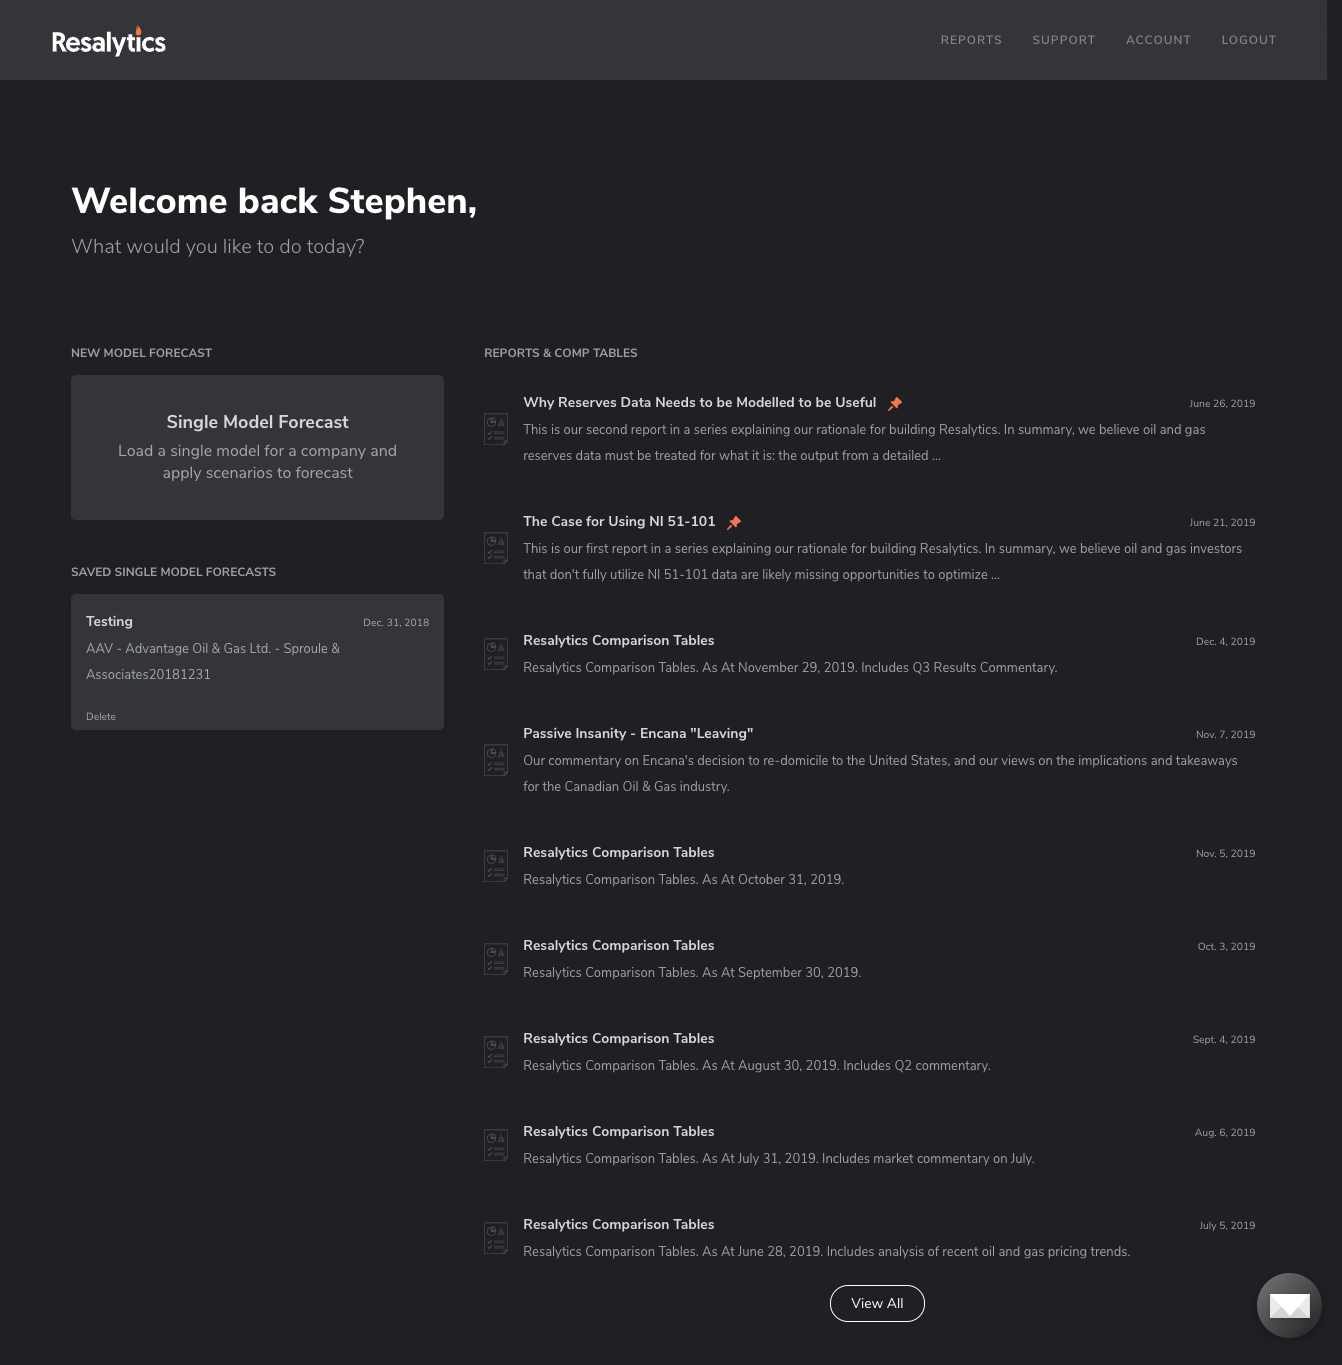 Resalytics
REPORTS SUPPORT ACCOUNT LOGOUT
Welcome back Stephen,
What would you like to do today?
NEW MODEL FORECAST
Single Model Forecast
Load a single model for a company and
apply scenarios to forecast
SAVED SINGLE MODEL FORECASTS
Testing Dec. 31, 2018
AAV - Advantage Oil & Gas Ltd. - Sproule &
Associates20181231
Delete
REPORTS & COMP TABLES
Why Reserves Data Needs to be Modelled to be Useful June 26, 2019
This is our second report in a series explaining our rationale for building Resalytics. In summary, we believe oil and gas
reserves data must be treated for what it is: the output from a detailed ...
The Case for Using NI 51-101 June 21, 2019
This is our first report in a series explaining our rationale for building Resalytics. In summary, we believe oil and gas investors
that don't fully utilize NI 51-101 data are likely missing opportunities to optimize ...
Resalytics Comparison Tables Dec. 4, 2019
Resalytics Comparison Tables. As At November 29, 2019. Includes Q3 Results Commentary.
Passive Insanity - Encana "Leaving" Nov. 7, 2019
Our commentary on Encana's decision to re-domicile to the United States, and our views on the implications and takeaways
for the Canadian Oil & Gas industry.
Resalytics Comparison Tables Nov. 5, 2019
Resalytics Comparison Tables. As At October 31, 2019.
Resalytics Comparison Tables Oct. 3, 2019
Resalytics Comparison Tables. As At September 30, 2019.
Resalytics Comparison Tables Sept. 4, 2019
Resalytics Comparison Tables. As At August 30, 2019. Includes Q2 commentary.
Resalytics Comparison Tables Aug. 6, 2019
Resalytics Comparison Tables. As At July 31, 2019. Includes market commentary on July.
Resalytics Comparison Tables July 5, 2019
Resalytics Comparison Tables. As At June 28, 2019. Includes analysis of recent oil and gas pricing trends.
View All